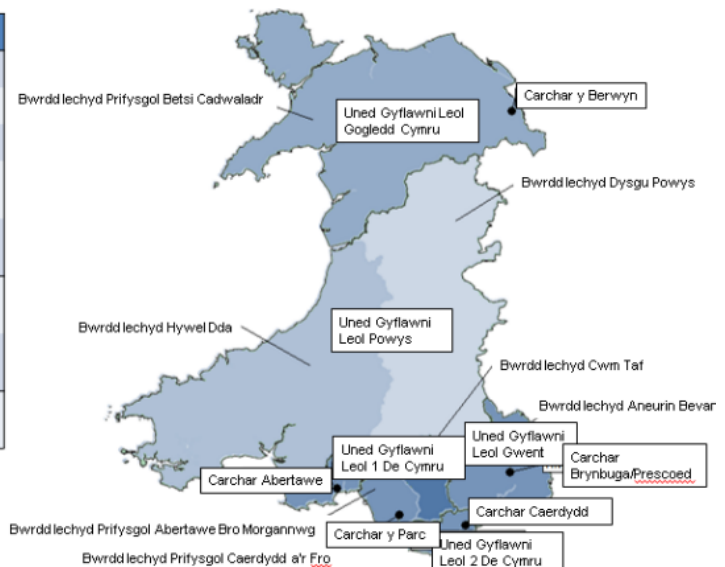 Bwrdd Iechyd Prifysgol Betsi Cadwaladr
Uned Gyflawni Leol
Gogledd Cymru
Carchar y Berwyn
Bwrdd Iechyd Dysgu Powys
Bwrdd Iechyd Hywel Dda
Uned Gyflawni
Leol Powys
Bwrdd Iechyd Cwm Taf
Bwrdd Iechyd Aneurin Bevan
Uned Gyflawni
Leol Gwent
Uned Gyflawni
Leol 1 De Cymru
Carchar
Brynbuga/Prescoed
Carchar Abertawe
Carchar Caerdydd
Bwrdd Iechyd Prifysgol Abertawe Bro Morgannwg
Carchar y Parc
Uned Gyflawni
Leol 2 De Cymru
Bwrdd Iechyd Prifysgol Caerdydd a'r Fro